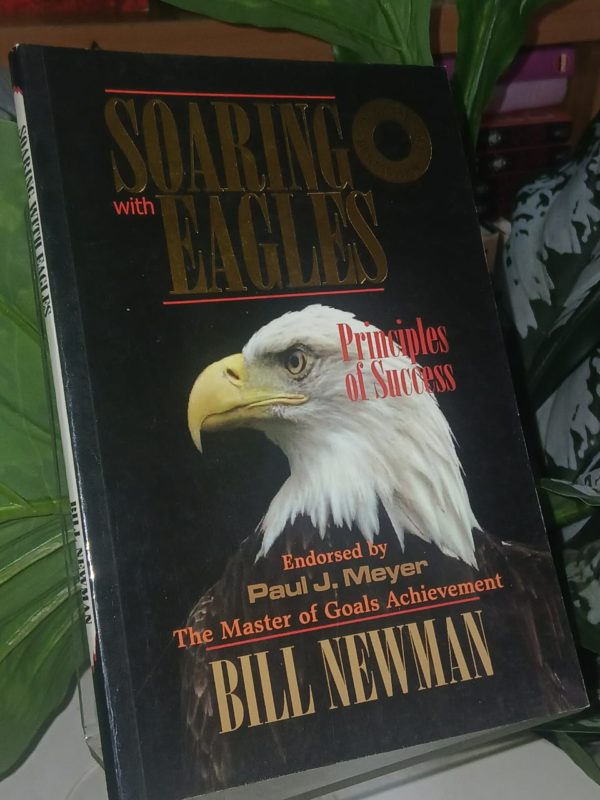 SOARING
with EAGLES
Principles
of Success
Endorsed by
Paul J. Meyer
The Master of Goals Achievement
BILL NEWMAN
SOARING WITH EAGLES
BILL NEWMAN